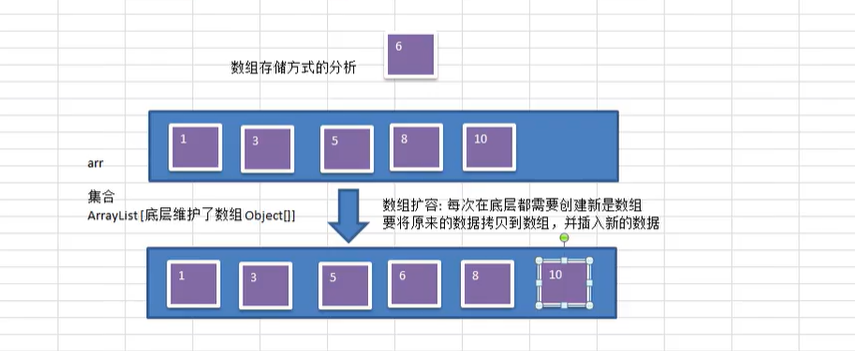 6
数组存储方式的分析
1 3 5 8 10
arr
集合
ArrayList [底层维护了数组 Object[]]
数组扩容: 每次在底层都需要创建新是数组
要将原来的数据拷贝到数组，并插入新的数据
1 3 5 6 8 10